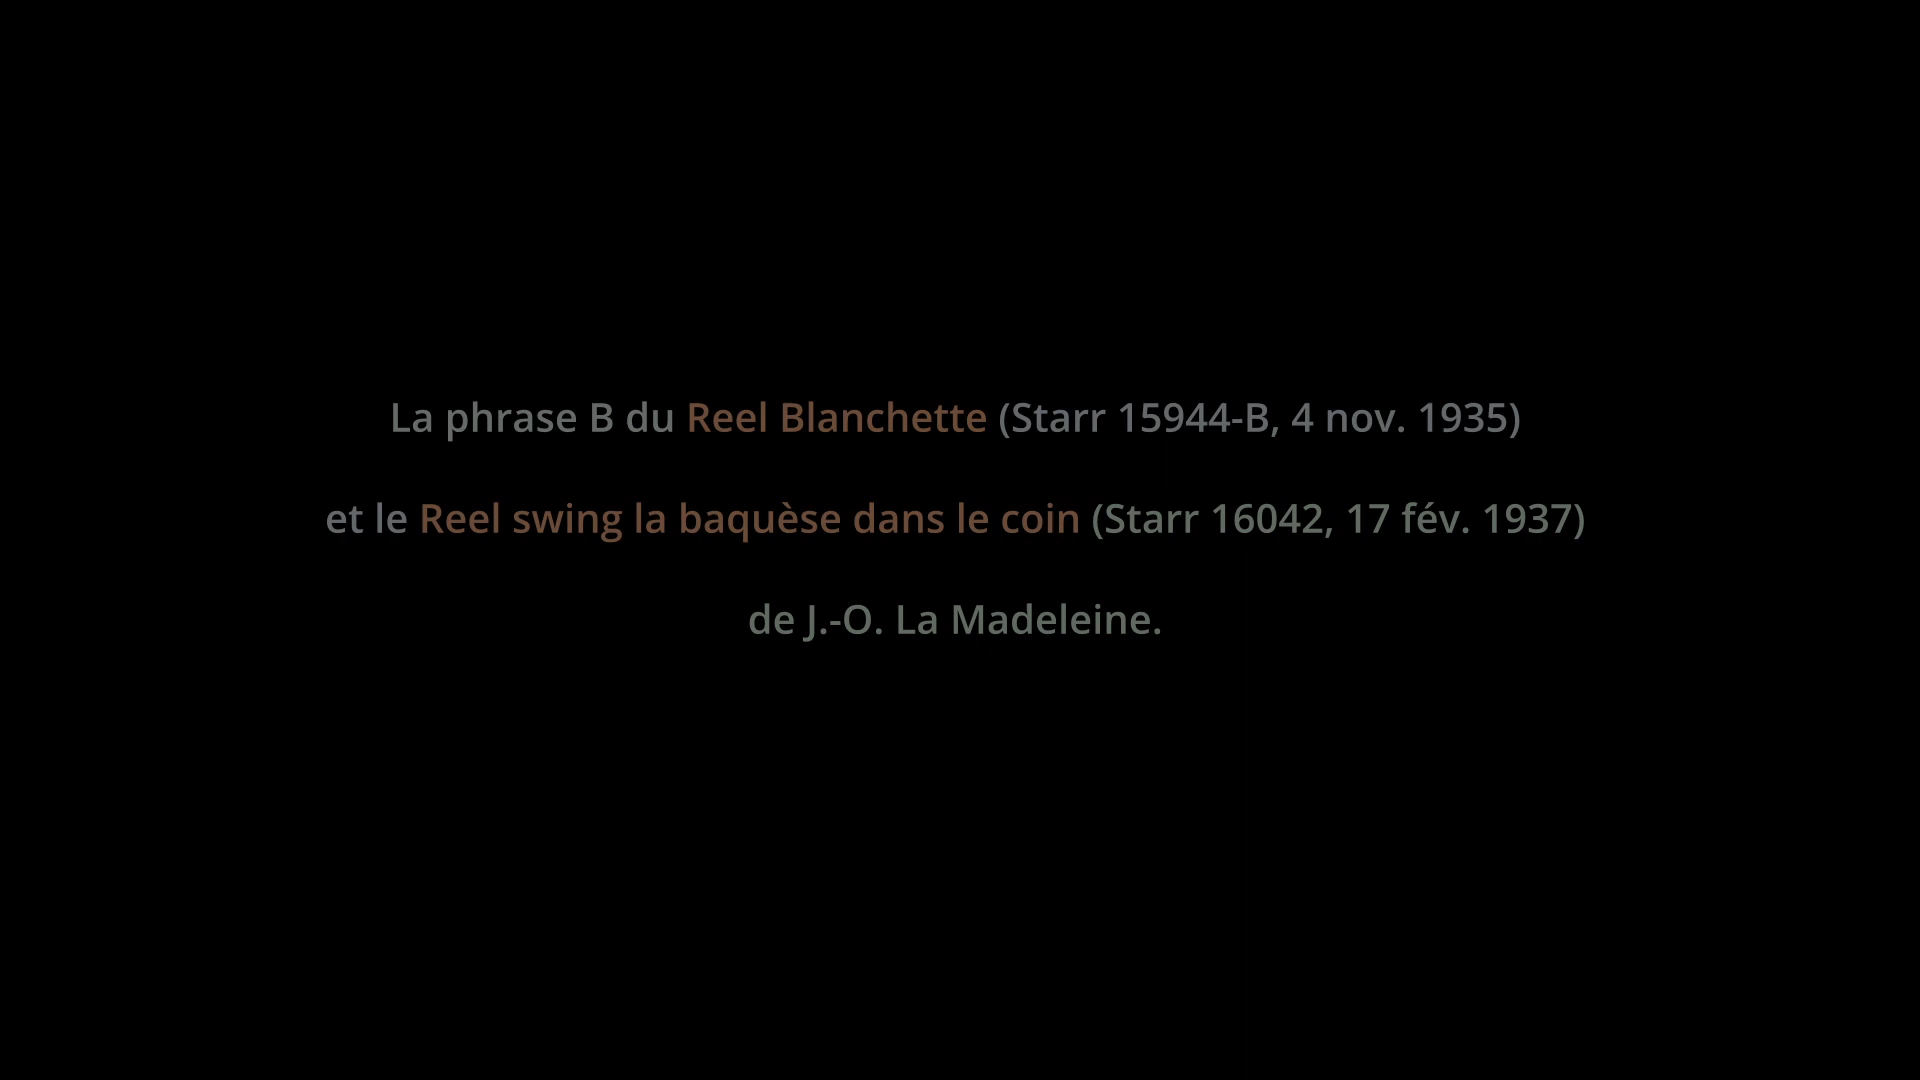 La phrase B du Reel Blanchette (Starr 15944-B, 4 nov. 1935)
et le Reel swing la baquèse dans le coin (Starr 16042, 17 fév. 1937)
de J.-O. La Madeleine.